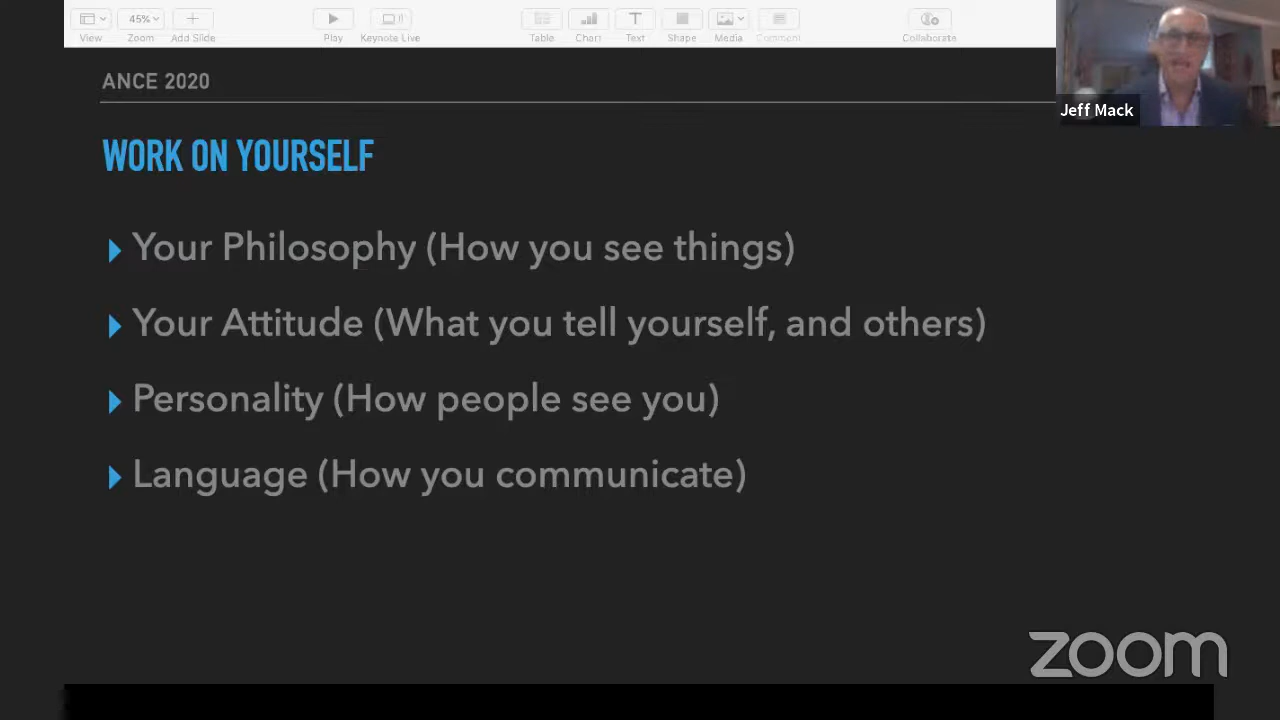 45%
View
Zoom
Add Slide
Play
Keynote Live
Table
Chart
Text
Shape
Media
Comment
Collaborate
Jeff Mack
ANCE 2020
WORK ON YOURSELF
Your Philosophy (How you see things)
Your Attitude (What you tell yourself, and others)
Personality (How people see you)
Language (How you communicate)
zoom